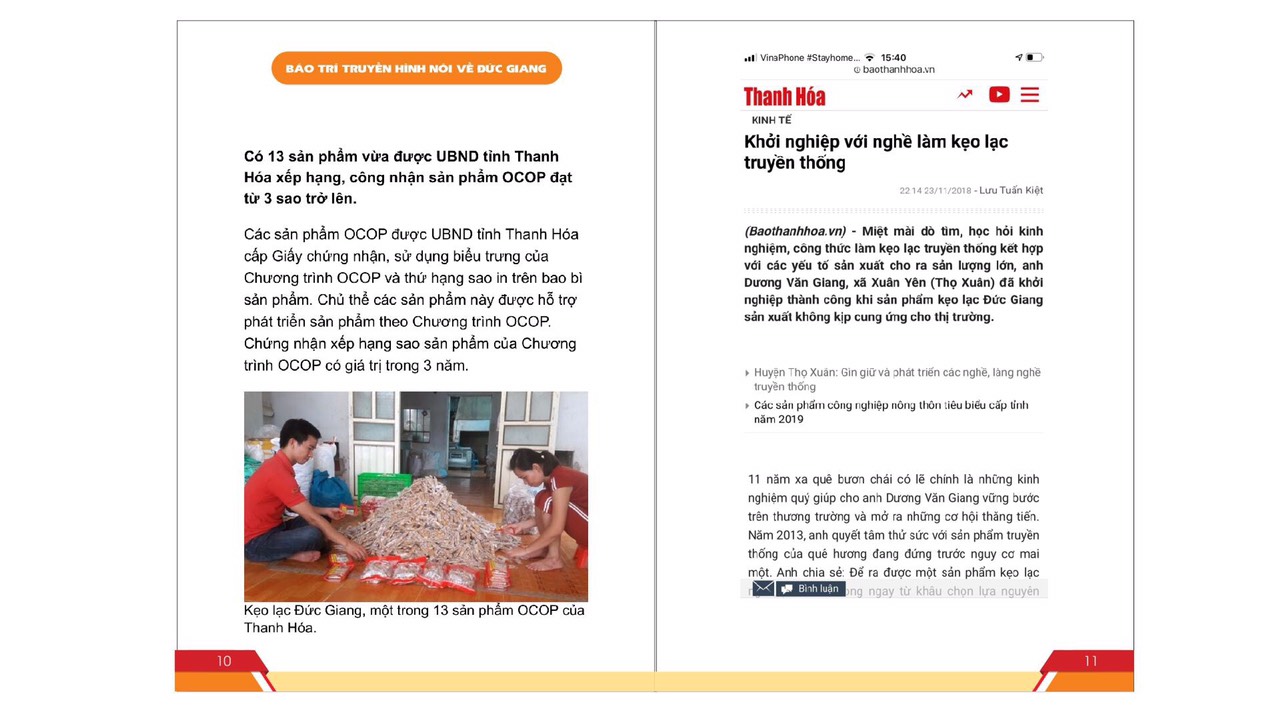 BÁO TRÍ TRUYỀN HÌNH NÓI VỀ ĐỨC GIANG
Có 13 sản phẩm vừa được UBND tỉnh Thanh
Hóa xếp hạng, công nhận sản phẩm OCOP đạt
từ 3 sao trở lên.
Các sản phẩm OCOP được UBND tỉnh Thanh Hóa
cấp Giấy chứng nhận, sử dụng biểu trưng của
Chương trình OCOP và thứ hạng sao in trên bao bì
sản phẩm. Chủ thể các sản phẩm này được hỗ trợ
phát triển sản phẩm theo Chương trình OCOP.
Chứng nhận xếp hạng sao sản phẩm của Chương
trình OCOP có giá trị trong 3 năm.
Kẹo lạc Đức Giang, một trong 13 sản phẩm OCOP của
Thanh Hóa.
10
VinaPhone #Stayhome... 15:40
baothanhhoa.vn
Thanh Hóa
KINH TẾ
Khởi nghiệp với nghề làm kẹo lạc
truyền thống
22:14 23/11/2018 - Lưu Tuấn Kiệt
(Baothanhhoa.vn) - Miệt mài dò tìm, học hỏi kinh
nghiệm, công thức làm kẹo lạc truyền thống kết hợp
với các yếu tố sản xuất cho ra sản lượng lớn, anh
Dương Văn Giang, xã Xuân Yên (Thọ Xuân) đã khởi
nghiệp thành công khi sản phẩm kẹo lạc Đức Giang
sản xuất không kịp cung ứng cho thị trường.
Huyện Thọ Xuân: Gìn giữ và phát triển các nghề, làng nghề
truyền thống
Các sản phẩm công nghiệp nông thôn tiêu biểu cấp tỉnh
năm 2019
11 năm xa quê bươn chải có lẽ chính là những kinh
nghiệm quý giúp cho anh Dương Văn Giang vững bước
trên thương trường và mở ra những cơ hội thăng tiến.
Năm 2013, anh quyết tâm thử sức với sản phẩm truyền
thống của quê hương đang đứng trước nguy cơ mai
một. Anh chia sẻ: Để ra được một sản phẩm kẹo lạc
Bình luận ngay từ khâu chọn lựa nguyên
11